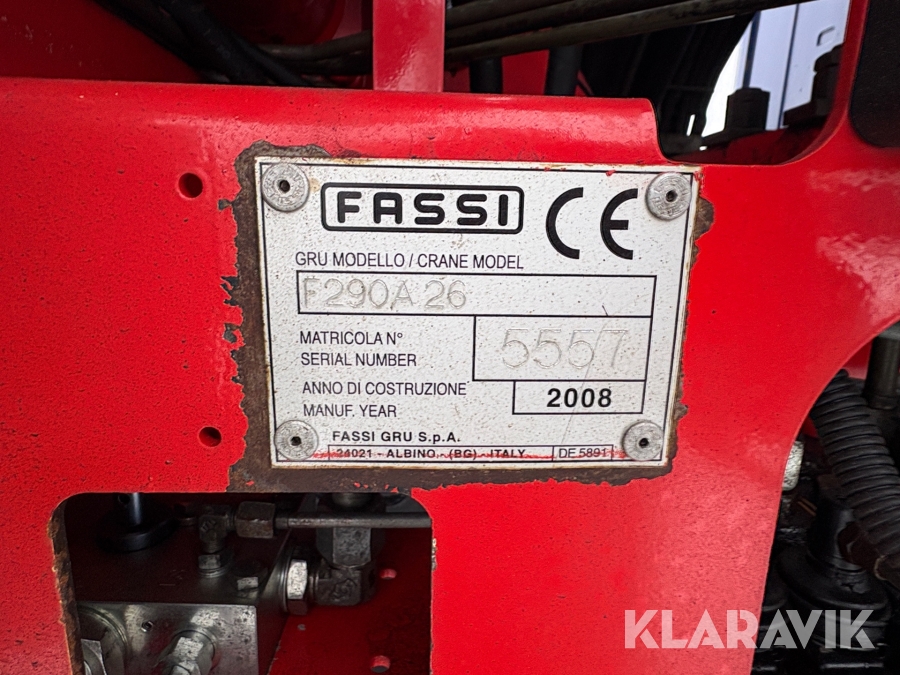 FASSI CE
GRU MODELLO / CRANE MODEL
F290A 26
MATRICOLA N°
SERIAL NUMBER
5557
ANNO DI COSTRUZIONE
MANUF. YEAR
2008
FASSI GRU S.p.A.
24021 - ALBINO, (BG) ITALY
DE 5891
KLARAVIK